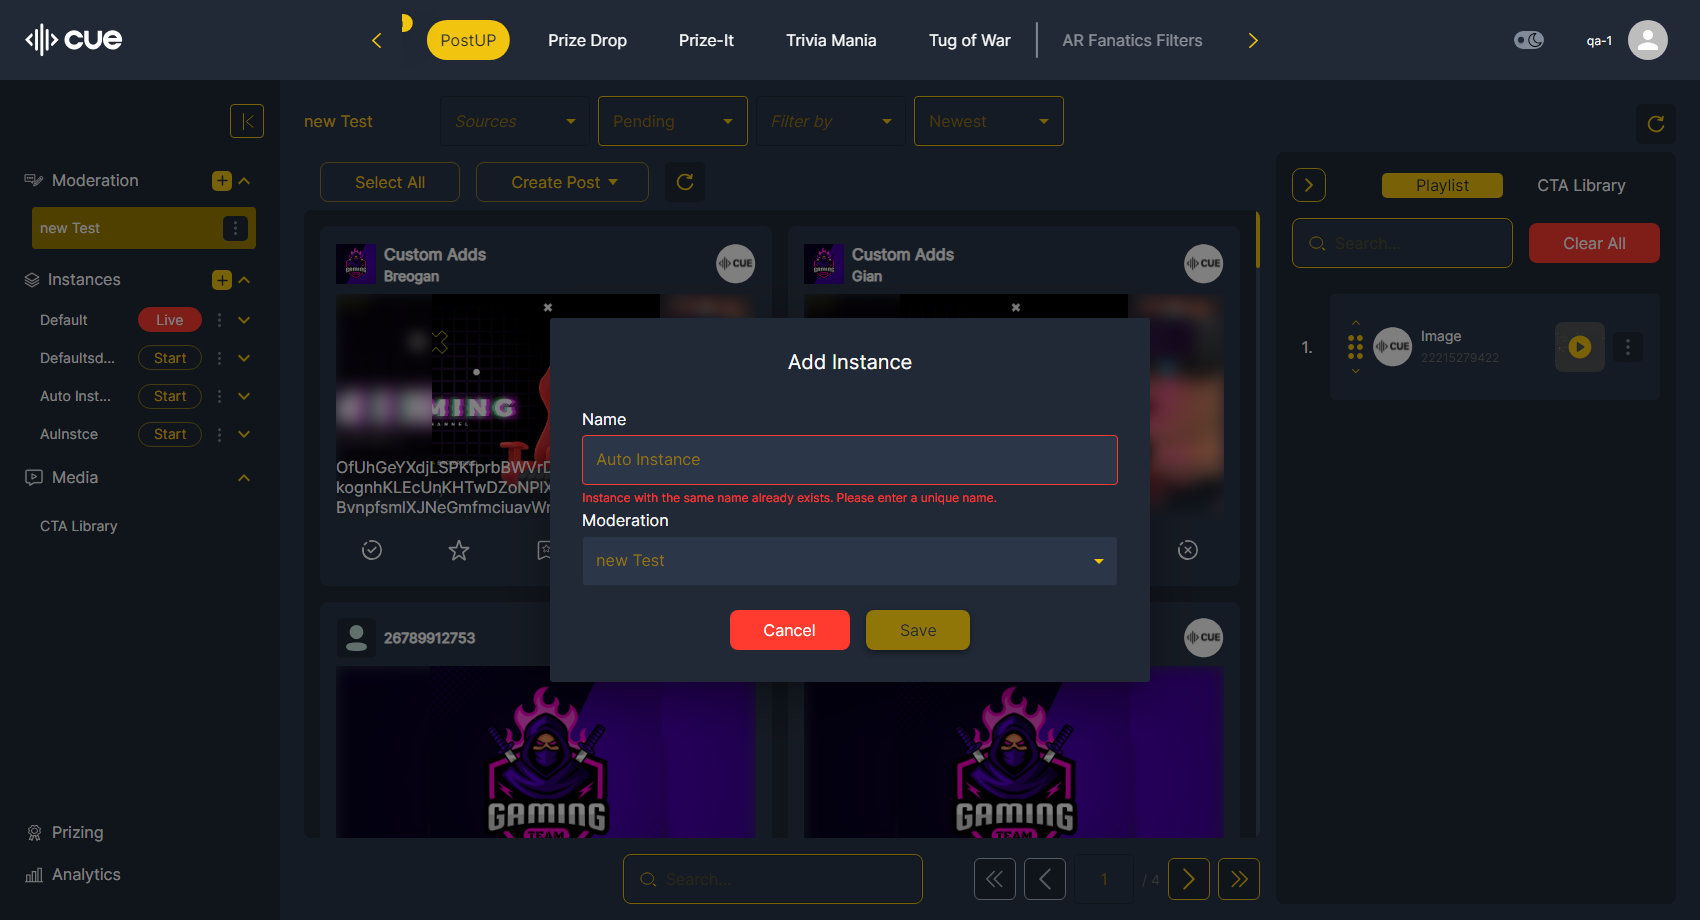 cue
PostUP
Prize Drop
Prize-It
Trivia Mania
Tug of War
AR Fanatics Filters
qa-1
new Test
Sources
Pending
Filter by
Newest
Moderation
new Test
Instances
Default
Live
Defaultsd...
Start
Auto Inst...
Start
AuInstce
Start
Media
CTA Library
Prizing
Analytics
Select All
Create Post
Custom Adds
Breogan
CUE
Custom Adds
Gian
CUE
Add Instance
Name
Auto Instance
Instance with the same name already exists. Please enter a unique name.
Moderation
new Test
Cancel
Save
26789912753
CUE
GAMING
TEAM
GAMING
TEAM
Search...
1
/ 4
Playlist
CTA Library
Search...
Clear All
1.
CUE
Image
22215279422